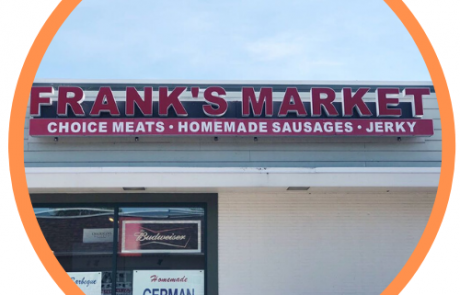 FRANK'S MARKET
CHOICE MEATS • HOMEMADE SAUSAGES • JERKY
Budweiser
Homemade
GERMAN